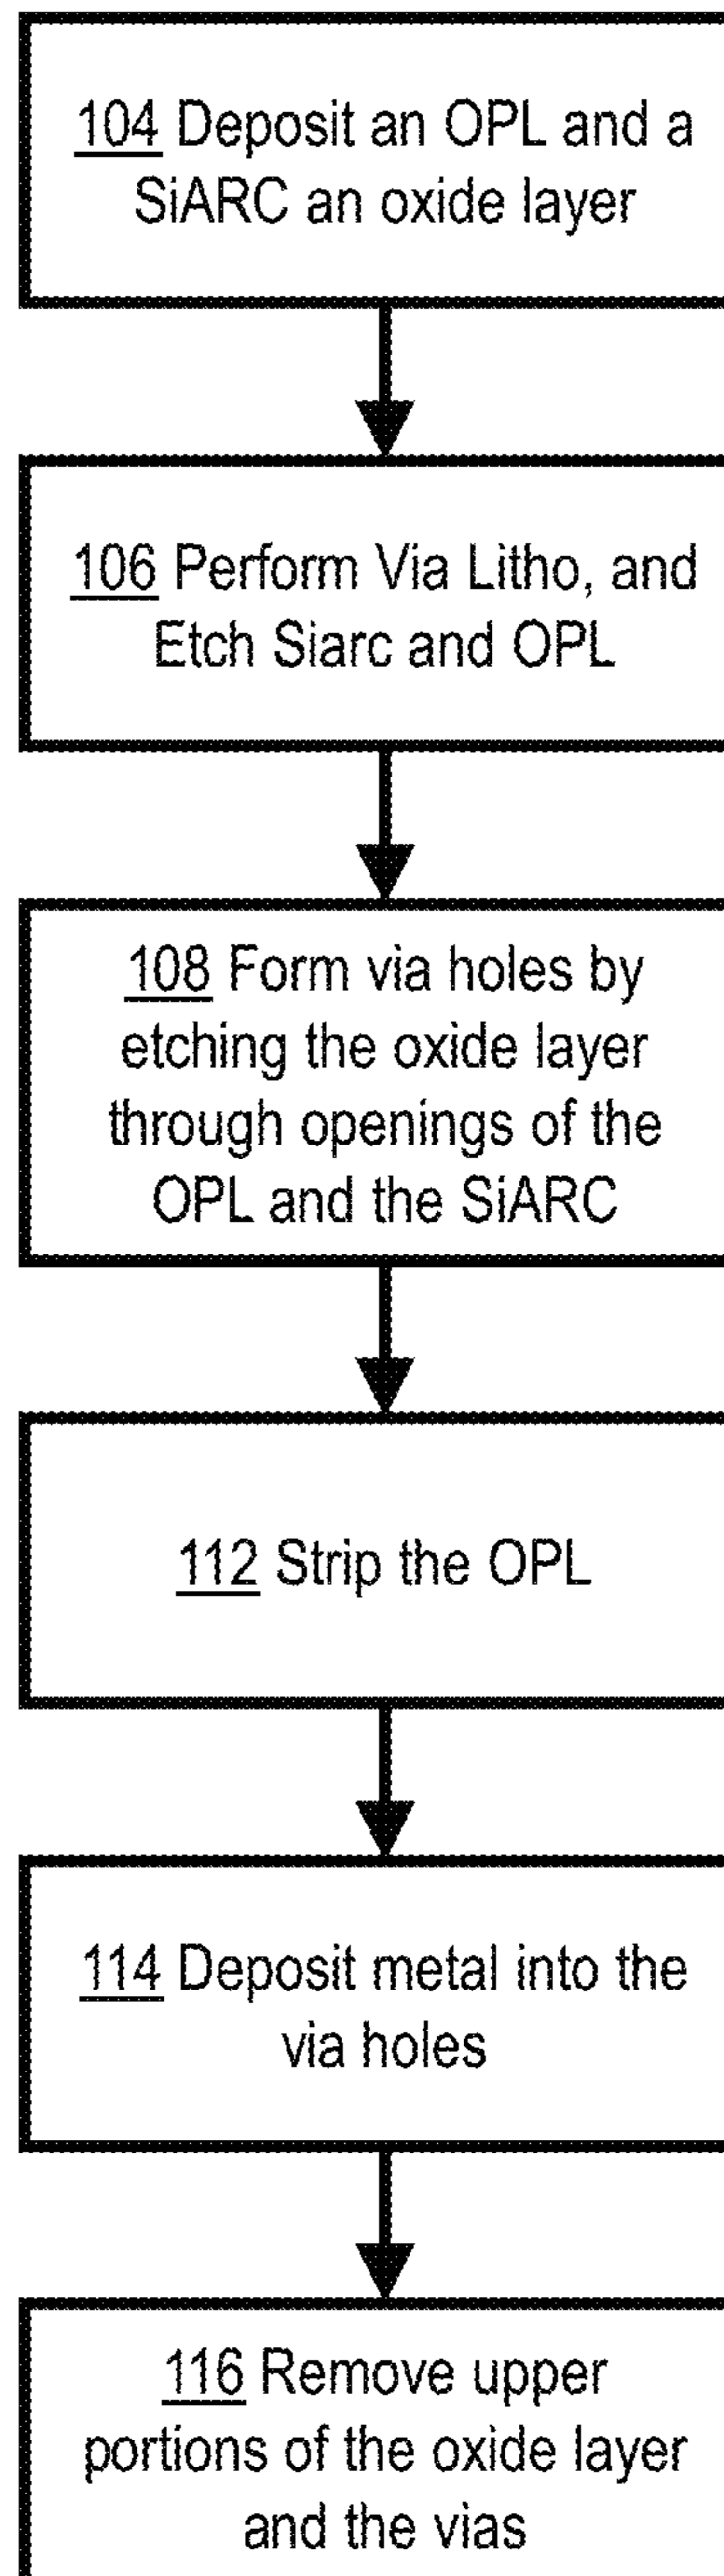 104 Deposit an OPL and a
SiARC an oxide layer
106 Perform Via Litho, and
Etch Siarc and OPL
108 Form via holes by
etching the oxide layer
through openings of the
OPL and the SiARC
112 Strip the OPL
114 Deposit metal into the
via holes
116 Remove upper
portions of the oxide layer
and the vias